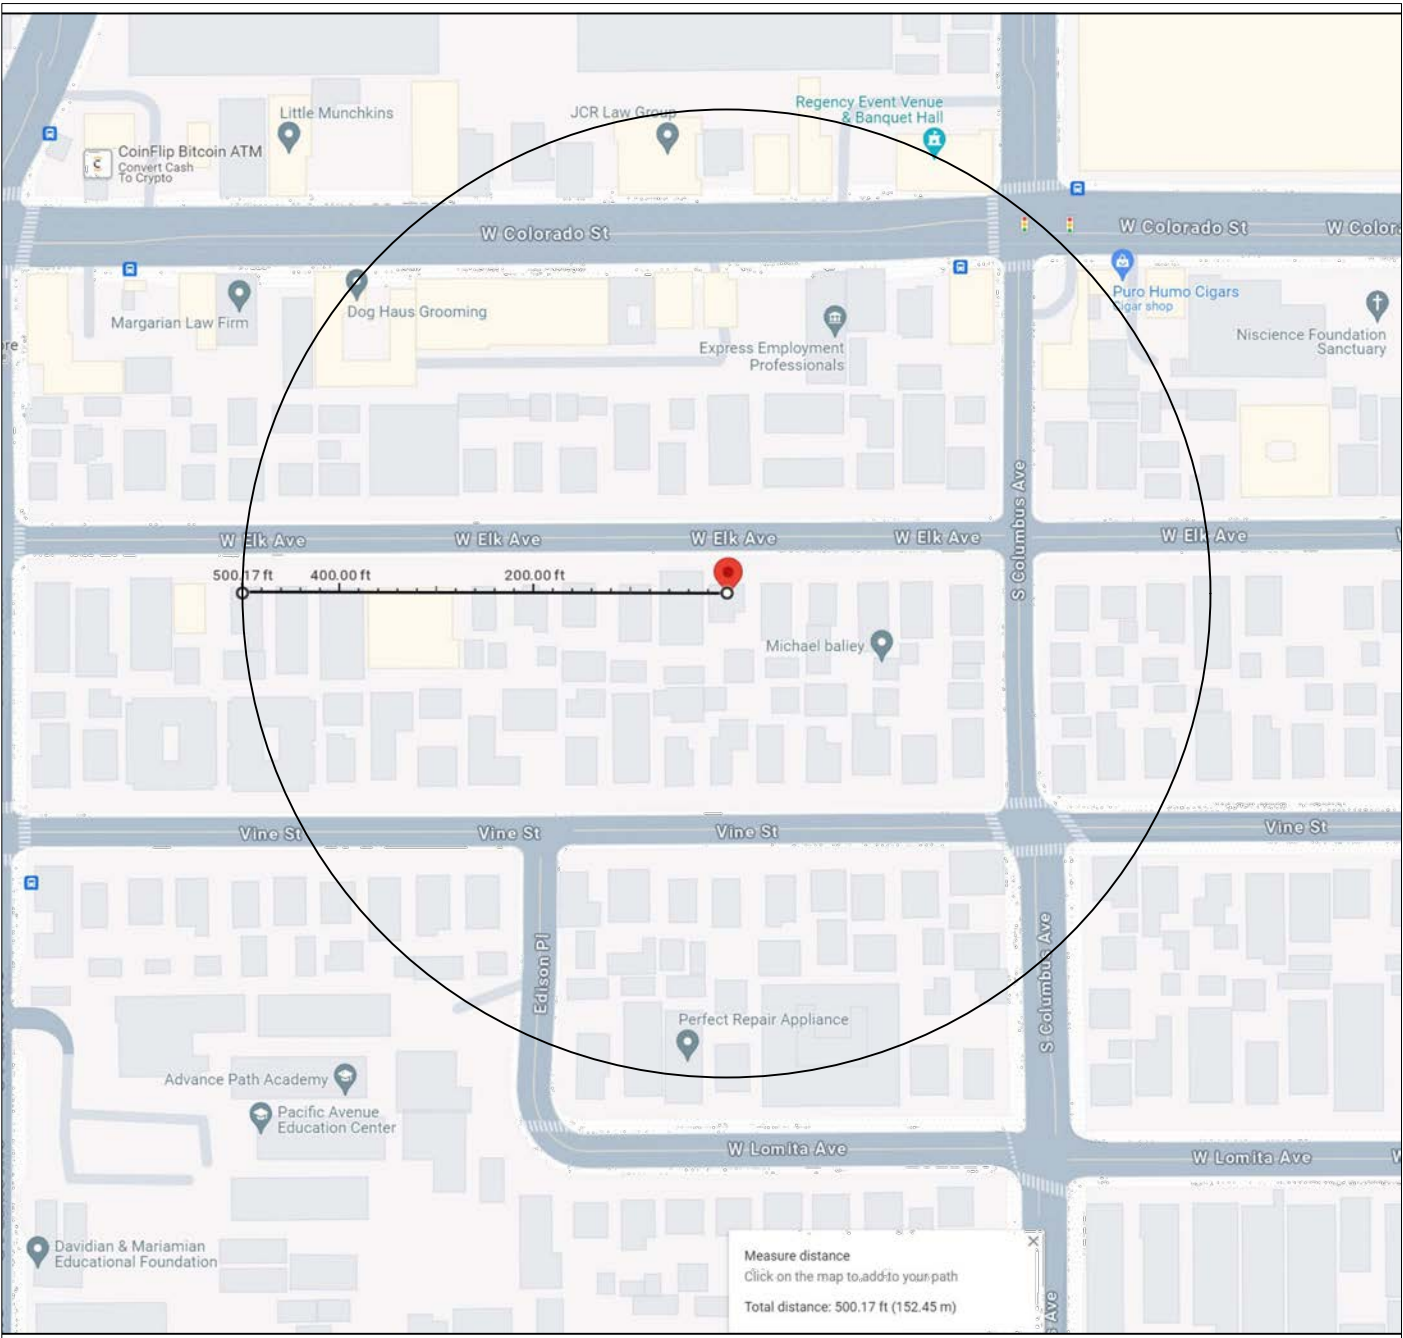 Little Munchkins
JCR Law Group
Regency Event Venue
& Banquet Hall
CoinFlip Bitcoin ATM
Convert Cash
To Crypto
W Colorado St
W Colorado St
W Colora
Margarian Law Firm
Dog Haus Grooming
Express Employment
Professionals
Puro Humo Cigars
Cigar shop
Niscience Foundation
Sanctuary
re
W Elk Ave
W Elk Ave
W Elk Ave
W Elk Ave
W Elk Ave
S Columbus Ave
500.17 ft
400.00 ft
200.00 ft
Michael balley
Vine St
Vine St
Vine St
Vine St
Edison Pl
S Columbus Ave
Perfect Repair Appliance
Advance Path Academy
Pacific Avenue
Education Center
W Lomita Ave
W Lomita Ave
Davidian & Mariamian
Educational Foundation
Measure distance
Click on the map to add to your path
Total distance: 500.17 ft (152.45 m)
s Ave